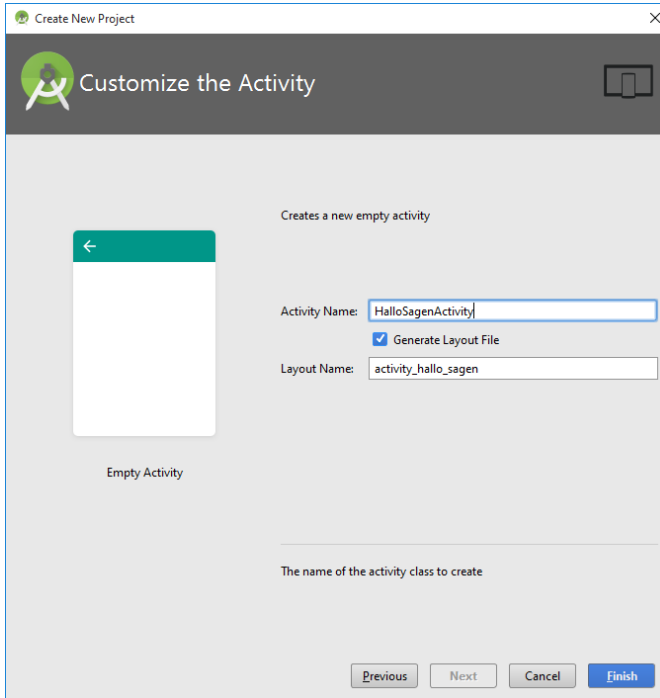 Create New Project
Customize the Activity
Creates a new empty activity
Activity Name: HalloSagenActivity
Generate Layout File
Layout Name: activity_hallo_sagen
Empty Activity
The name of the activity class to create
Previous Next Cancel Finish